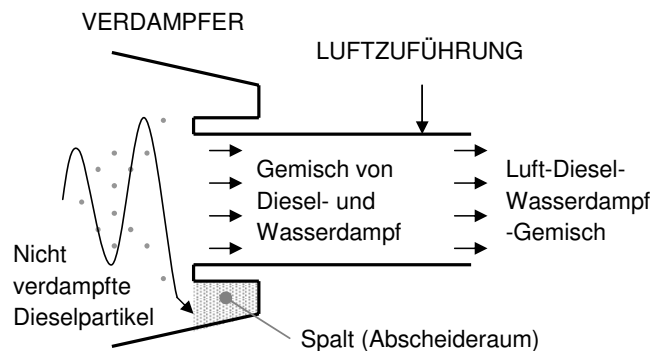 VERDAMPFER
LUFTZUFÜHRUNG
Gemisch von
Diesel- und
Wasserdampf
Luft-Diesel-
Wasserdampf
-Gemisch
Nicht
verdampfte
Dieselpartikel
Spalt (Abscheideraum)